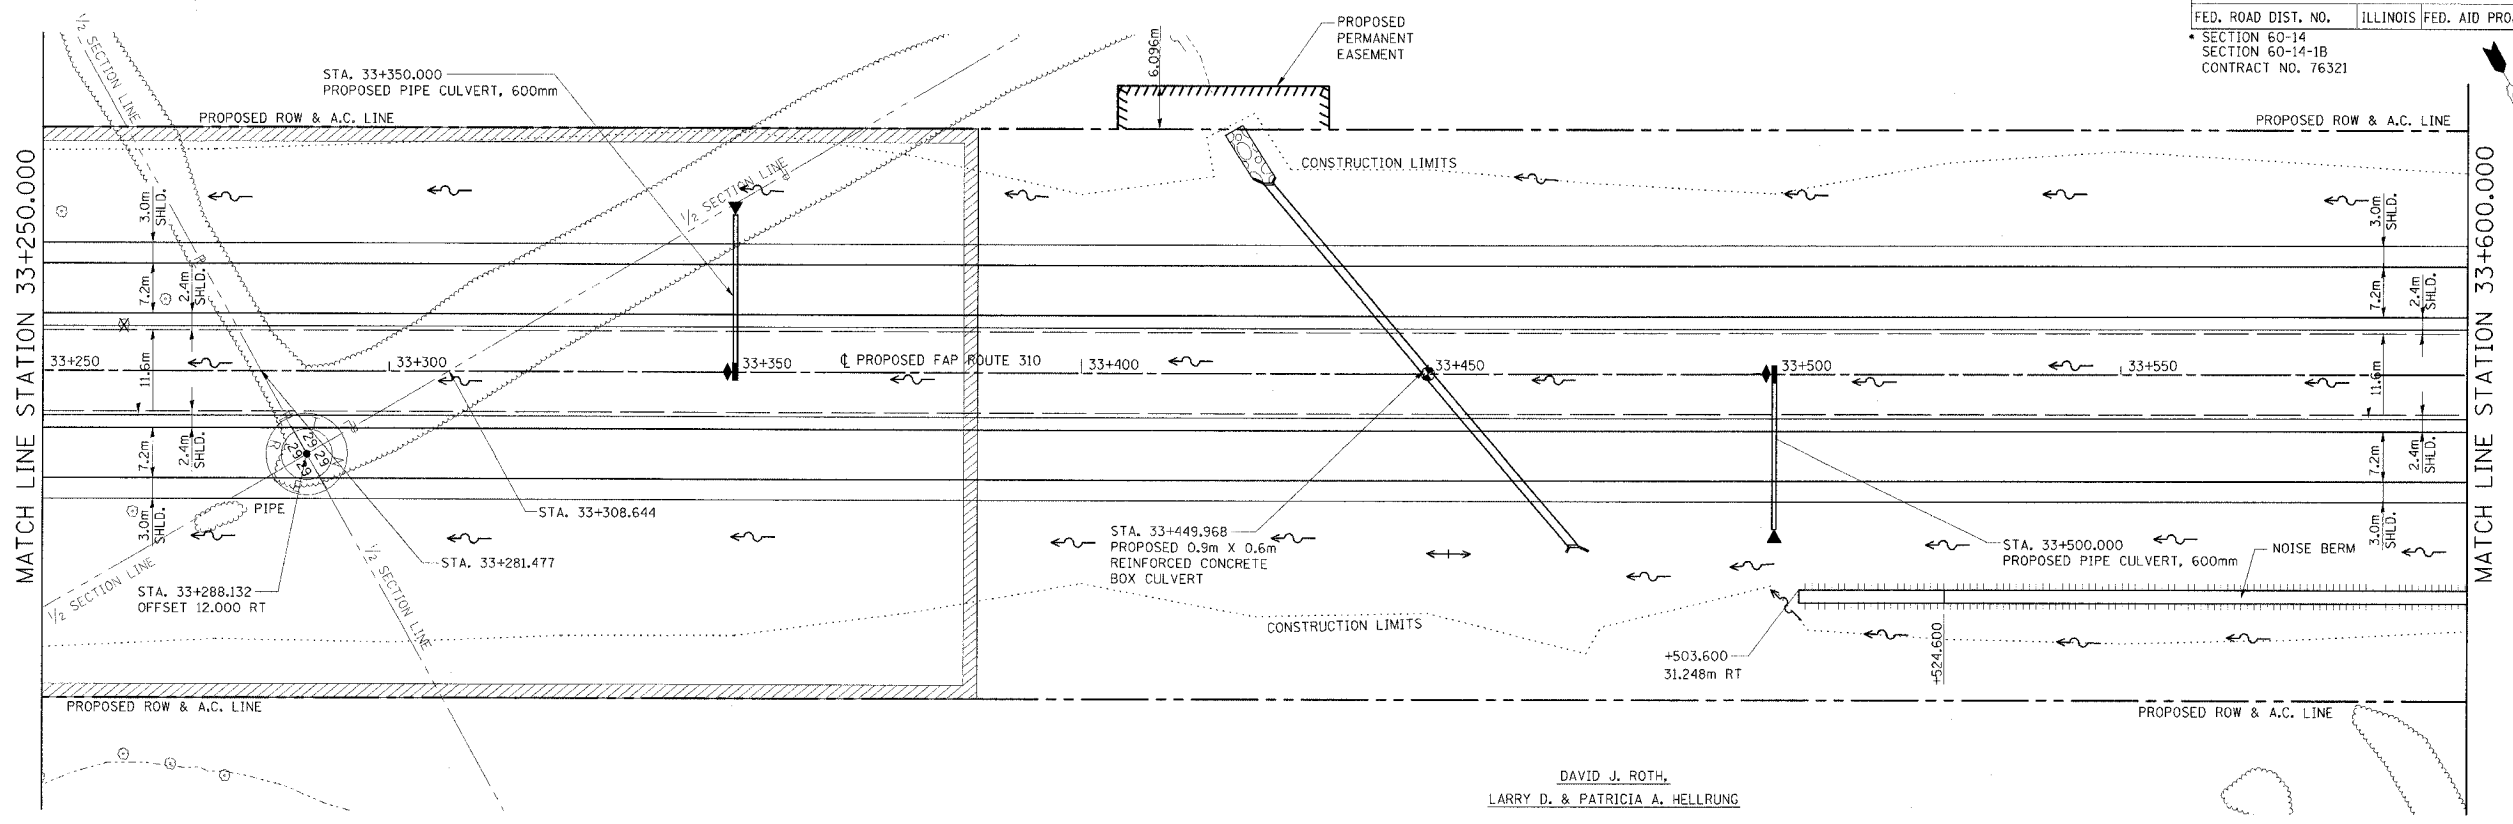 FED. ROAD DIST. NO. ILLINOIS FED. AID PRO
* SECTION 60-14
SECTION 60-14-1B
CONTRACT NO. 76321
PROPOSED
PERMANENT
EASEMENT
6.096m
STA. 33+350.000
PROPOSED PIPE CULVERT, 600mm
1/2 SECTION LINE
PROPOSED ROW & A.C. LINE
PROPOSED ROW & A.C. LINE
MATCH LINE STATION 33+250.000
MATCH LINE STATION 33+600.000
CONSTRUCTION LIMITS
1/2 SECTION LINE
3.0m
SHLD.
3.0m
SHLD.
7.2m
2.4m
SHLD.
7.2m
2.4m
SHLD.
33+250
33+300
33+350
℄ PROPOSED FAP ROUTE 310
33+400
33+450
33+500
33+550
11.6m
11.6m
29
29
29
29
7.2m
2.4m
SHLD.
7.2m
2.4m
SHLD.
3.0m
SHLD.
3.0m
SHLD.
PIPE
STA. 33+308.644
STA. 33+281.477
STA. 33+288.132
OFFSET 12.000 RT
1/2 SECTION LINE
1/2 SECTION LINE
STA. 33+449.968
PROPOSED 0.9m X 0.6m
REINFORCED CONCRETE
BOX CULVERT
STA. 33+500.000
PROPOSED PIPE CULVERT, 600mm
NOISE BERM
CONSTRUCTION LIMITS
+503.600
31.248m RT
+524.600
PROPOSED ROW & A.C. LINE
PROPOSED ROW & A.C. LINE
DAVID J. ROTH,
LARRY D. & PATRICIA A. HELLRUNG